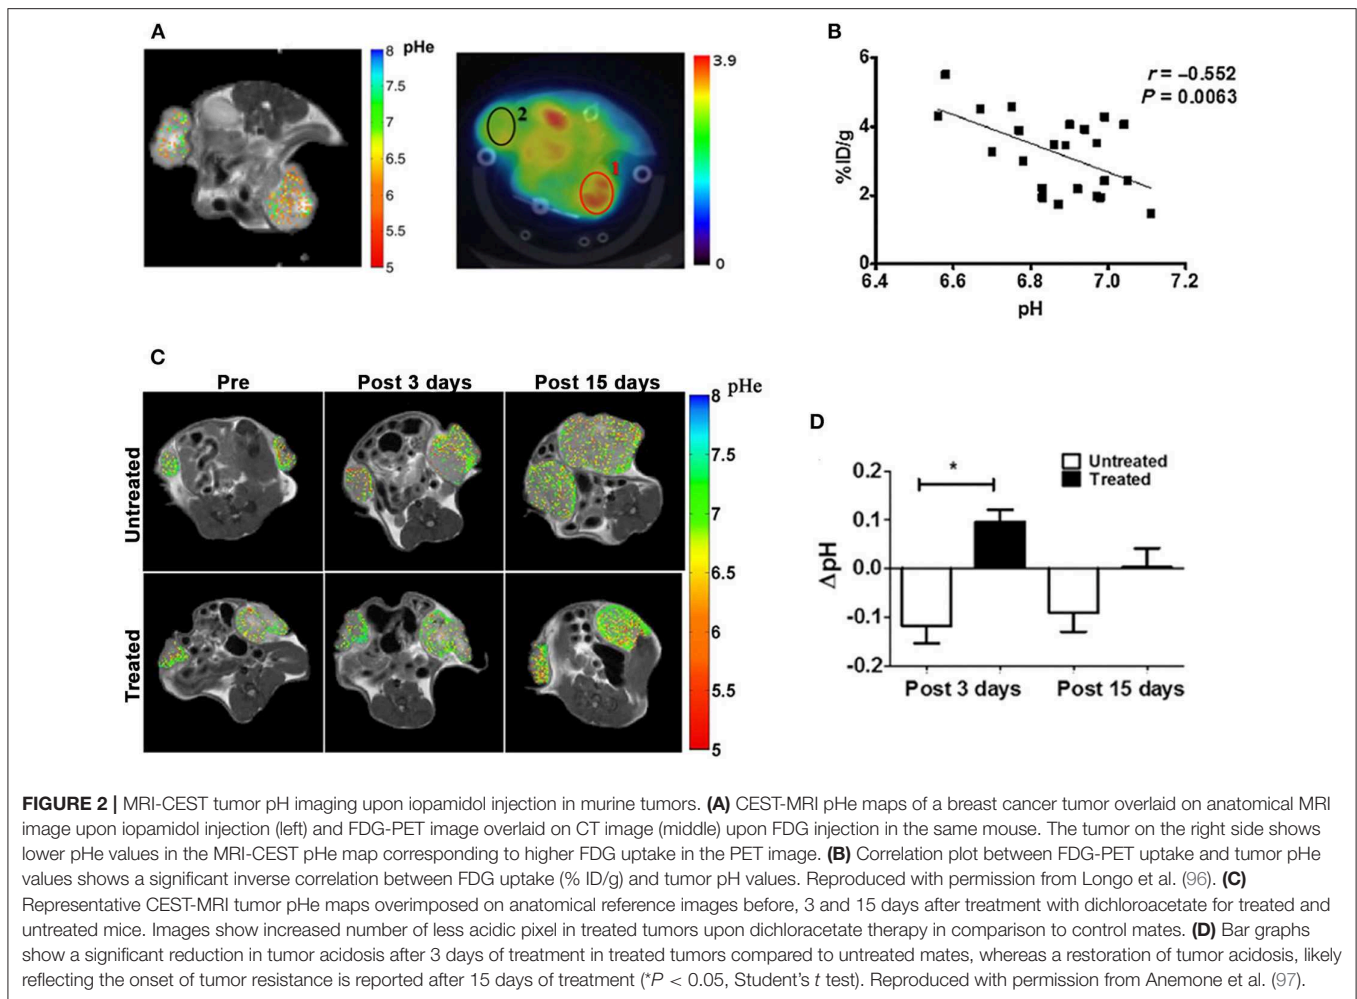 A
pHe
8
7.5
7
6.5
6
5.5
5
2
1
3.9
0
B
6
4
2
0
%ID/g
r = –0.552
P = 0.0063
6.4 6.6 6.8 7.0 7.2
pH
C
Pre Post 3 days Post 15 days
Untreated
Treated
8 pHe
7.5
7
6.5
6
5.5
5
D
0.2
0.1
0.0
-0.1
-0.2
ΔpH
*
Untreated
Treated
Post 3 days Post 15 days
FIGURE 2 | MRI-CEST tumor pH imaging upon iopamidol injection in murine tumors. (A) CEST-MRI pHe maps of a breast cancer tumor overlaid on anatomical MRI
image upon iopamidol injection (left) and FDG-PET image overlaid on CT image (middle) upon FDG injection in the same mouse. The tumor on the right side shows
lower pHe values in the MRI-CEST pHe map corresponding to higher FDG uptake in the PET image. (B) Correlation plot between FDG-PET uptake and tumor pHe
values shows a significant inverse correlation between FDG uptake (% ID/g) and tumor pH values. Reproduced with permission from Longo et al. (96). (C)
Representative CEST-MRI tumor pHe maps overimposed on anatomical reference images before, 3 and 15 days after treatment with dichloroacetate for treated and
untreated mice. Images show increased number of less acidic pixel in treated tumors upon dichloracetate therapy in comparison to control mates. (D) Bar graphs
show a significant reduction in tumor acidosis after 3 days of treatment in treated tumors compared to untreated mates, whereas a restoration of tumor acidosis, likely
reflecting the onset of tumor resistance is reported after 15 days of treatment (*P < 0.05, Student's t test). Reproduced with permission from Anemone et al. (97).